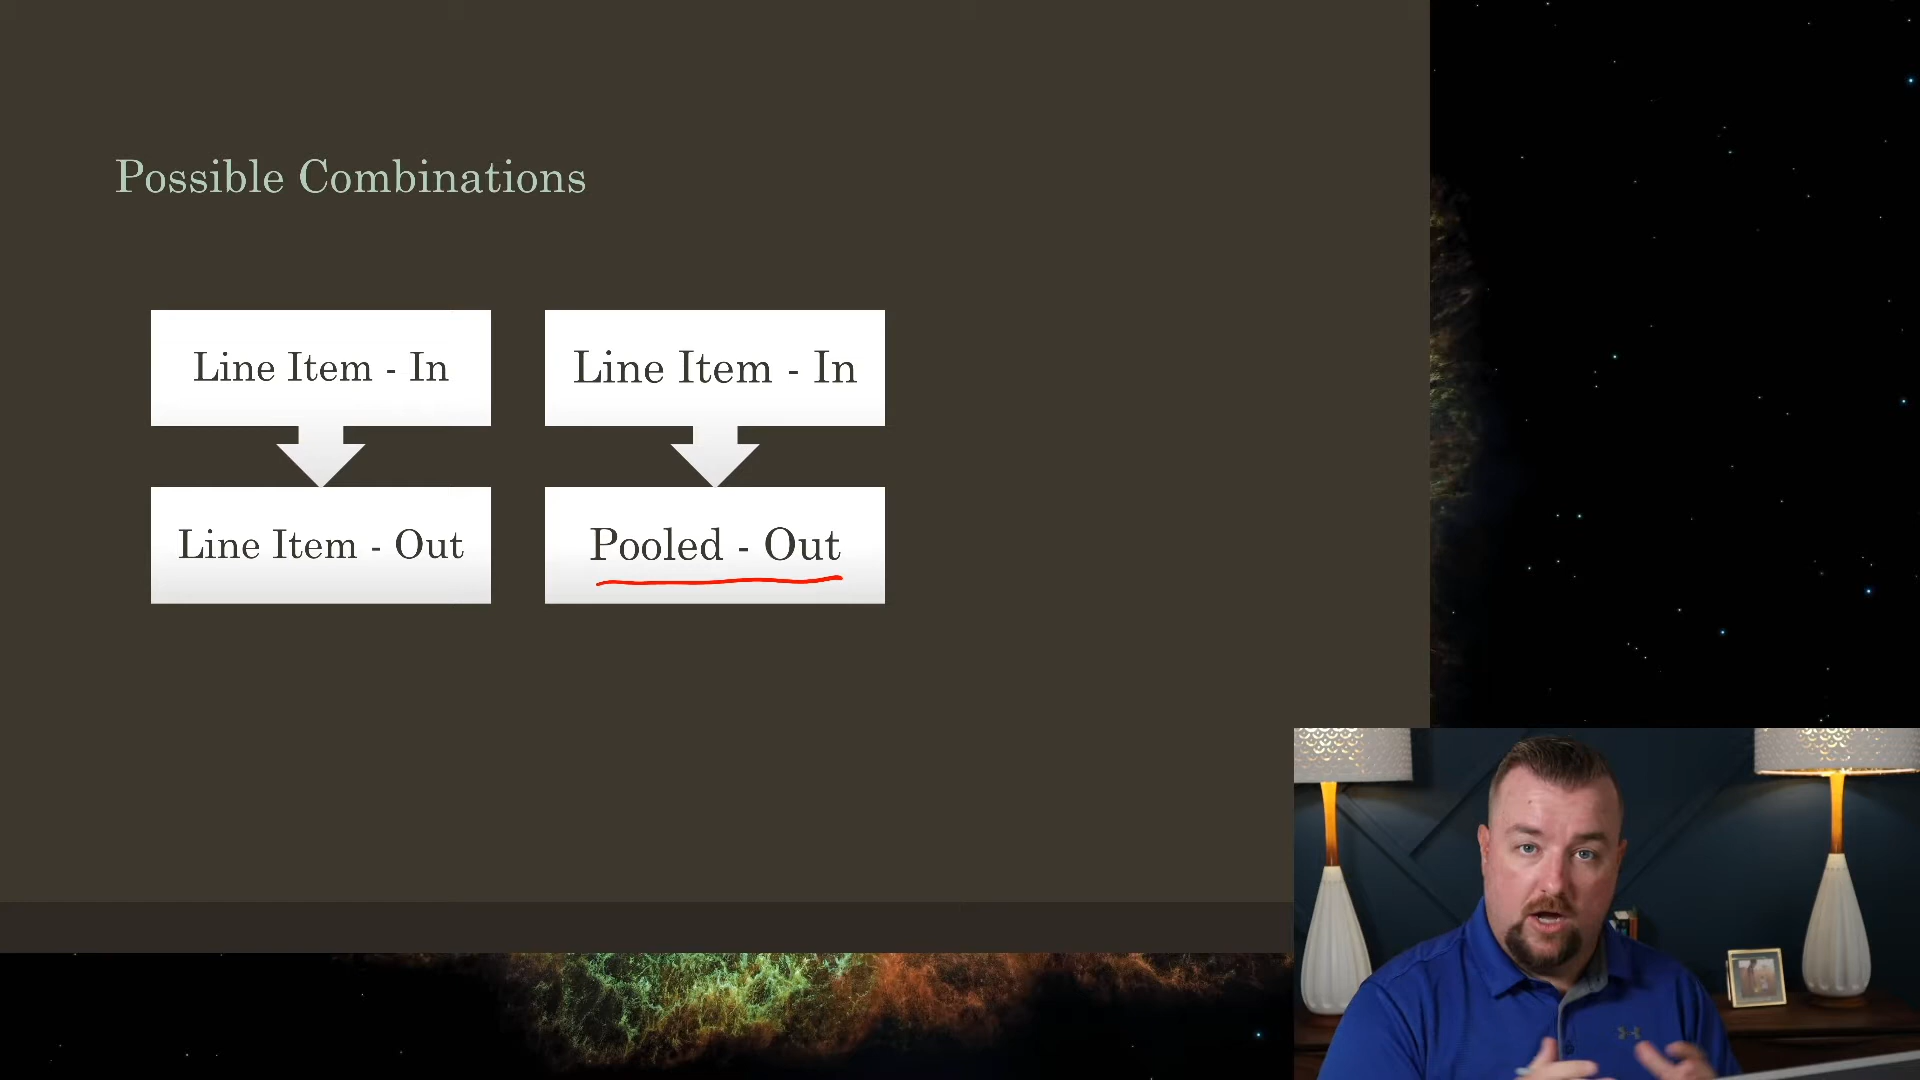 Possible Combinations
Line Item - In
Line Item - In
Line Item - Out
Pooled - Out